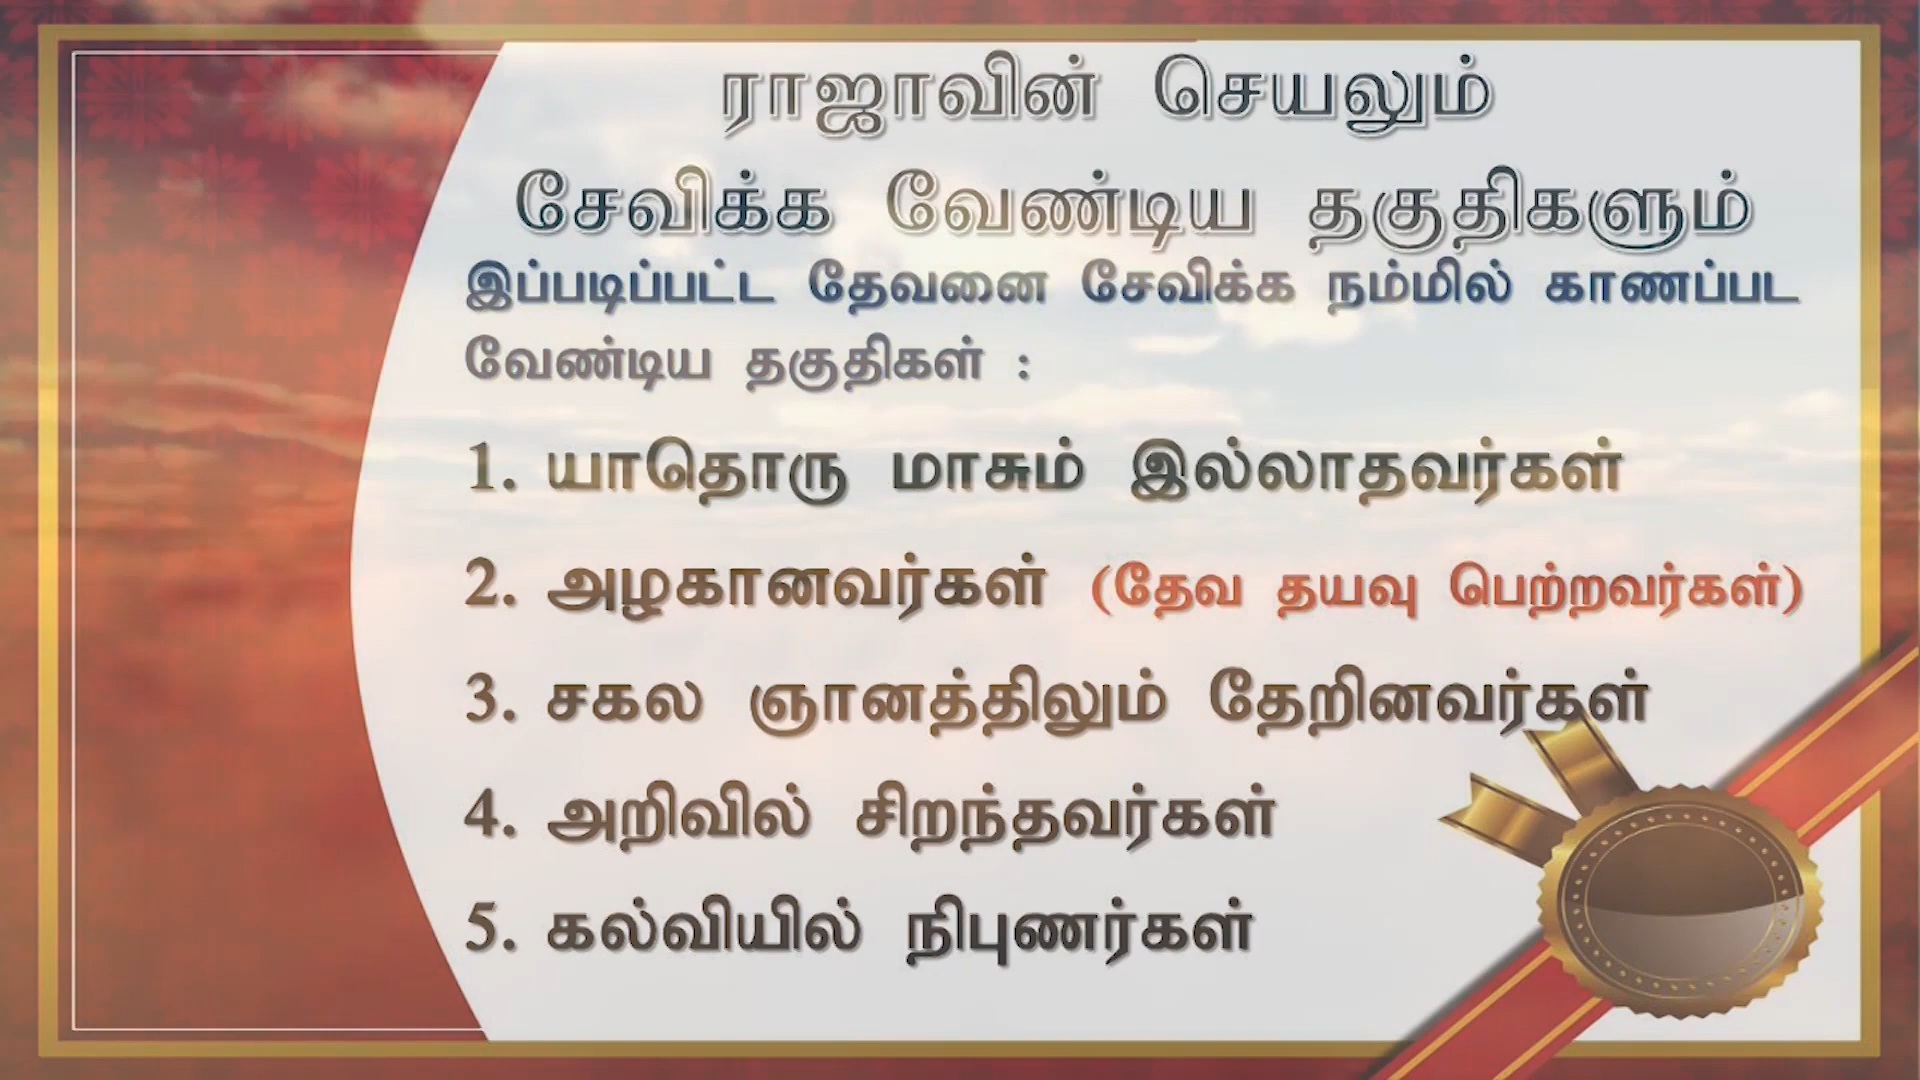 ராஜாவின் செயலும்
சேவிக்க வேண்டிய தகுதிகளும்
இப்படிப்பட்ட தேவனை சேவிக்க நம்மில் காணப்பட
வேண்டிய தகுதிகள் :
1. யாதொரு மாசும் இல்லாதவர்கள்
2. அழகானவர்கள் (தேவ தயவு பெற்றவர்கள்)
3. சகல ஞானத்திலும் தேறினவர்கள்
4. அறிவில் சிறந்தவர்கள்
5. கல்வியில் நிபுணர்கள்